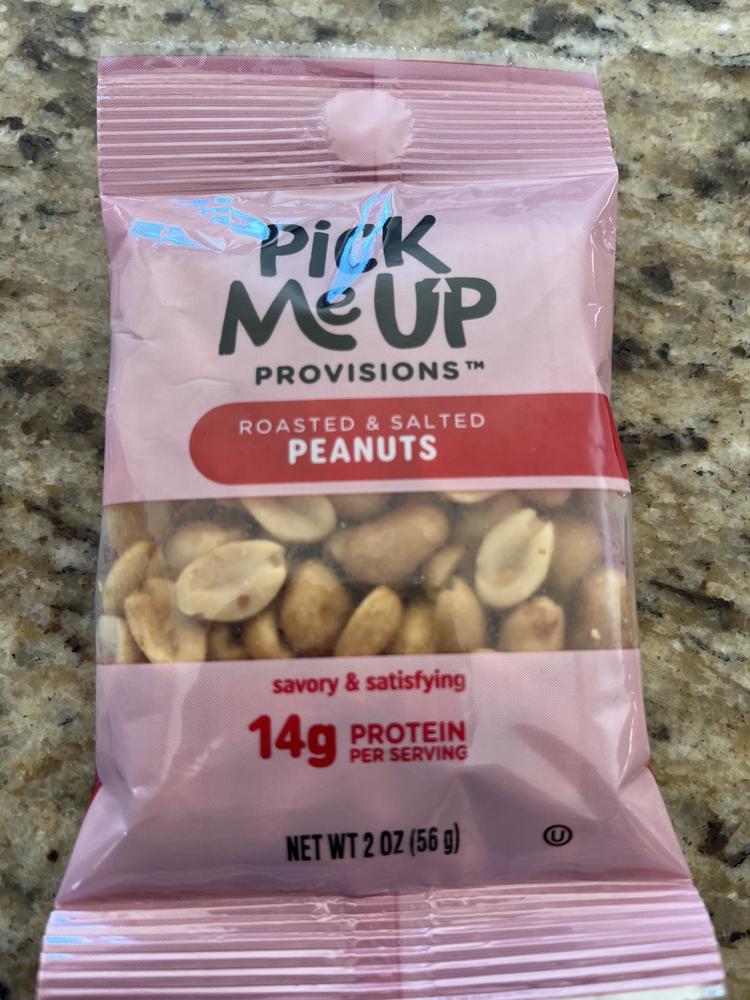 PiCK
Me UP
PROVISIONS™
ROASTED & SALTED
PEANUTS
savory & satisfying
14g PROTEIN
PER SERVING
NET WT 2 OZ (56 g)
U